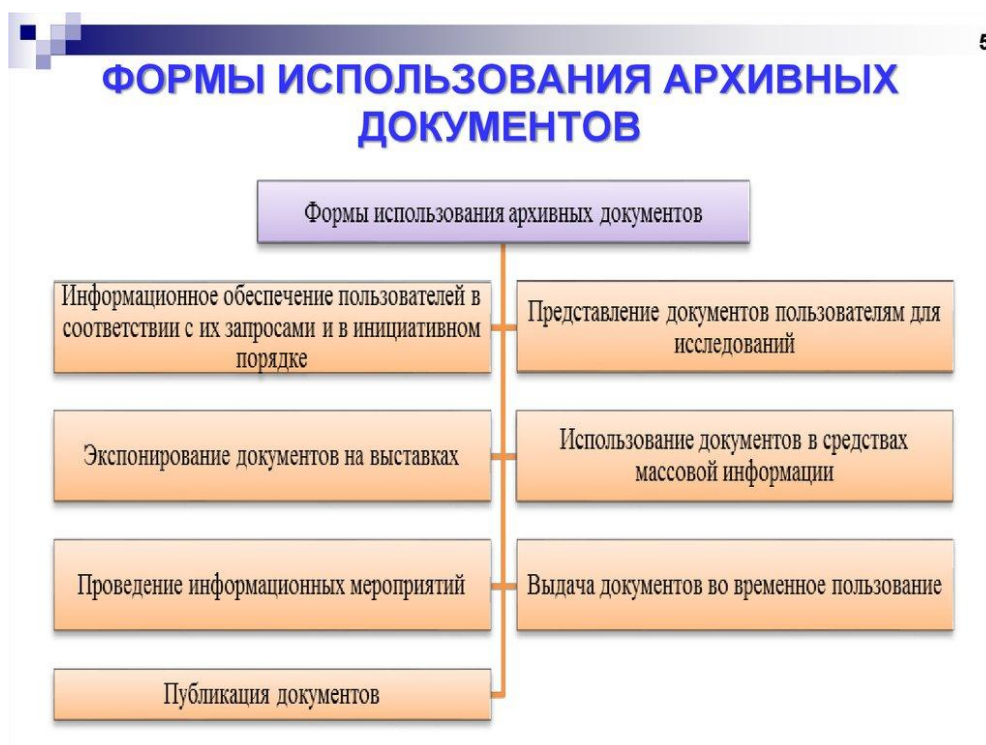 5
ФОРМЫ ИСПОЛЬЗОВАНИЯ АРХИВНЫХ
ДОКУМЕНТОВ
Формы использования архивных документов
Информационное обеспечение пользователей в
соответствии с их запросами и в инициативном
порядке
Представление документов пользователям для
исследований
Экспонирование документов на выставках
Использование документов в средствах
массовой информации
Проведение информационных мероприятий
Выдача документов во временное пользование
Публикация документов